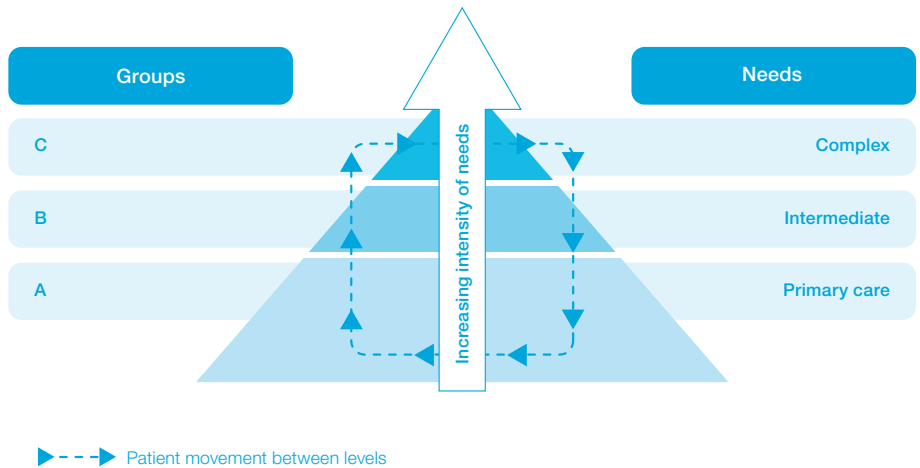 Groups
Needs
C
Complex
B
Intermediate
A
Primary care
Increasing intensity of needs
Patient movement between levels